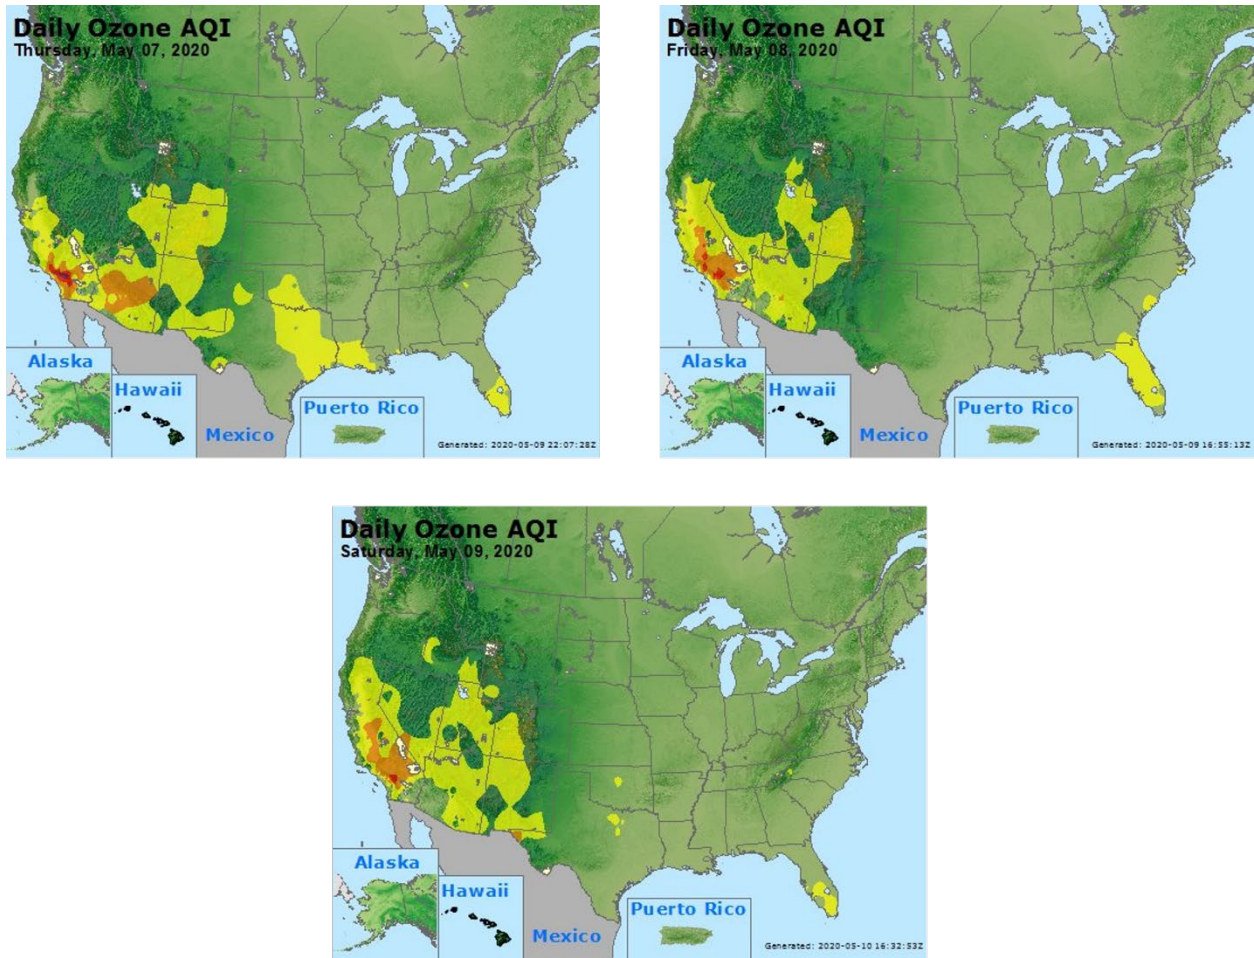 Daily Ozone AQI
Thursday, May 07, 2020
Alaska
Hawaii
Mexico
Puerto Rico
Generated: 2020-05-09 22:07:28Z
Daily Ozone AQI
Friday, May 08, 2020
Alaska
Hawaii
Mexico
Puerto Rico
Generated: 2020-05-09 16:55:13Z
Daily Ozone AQI
Saturday, May 09, 2020
Alaska
Hawaii
Mexico
Puerto Rico
Generated: 2020-05-10 16:32:53Z